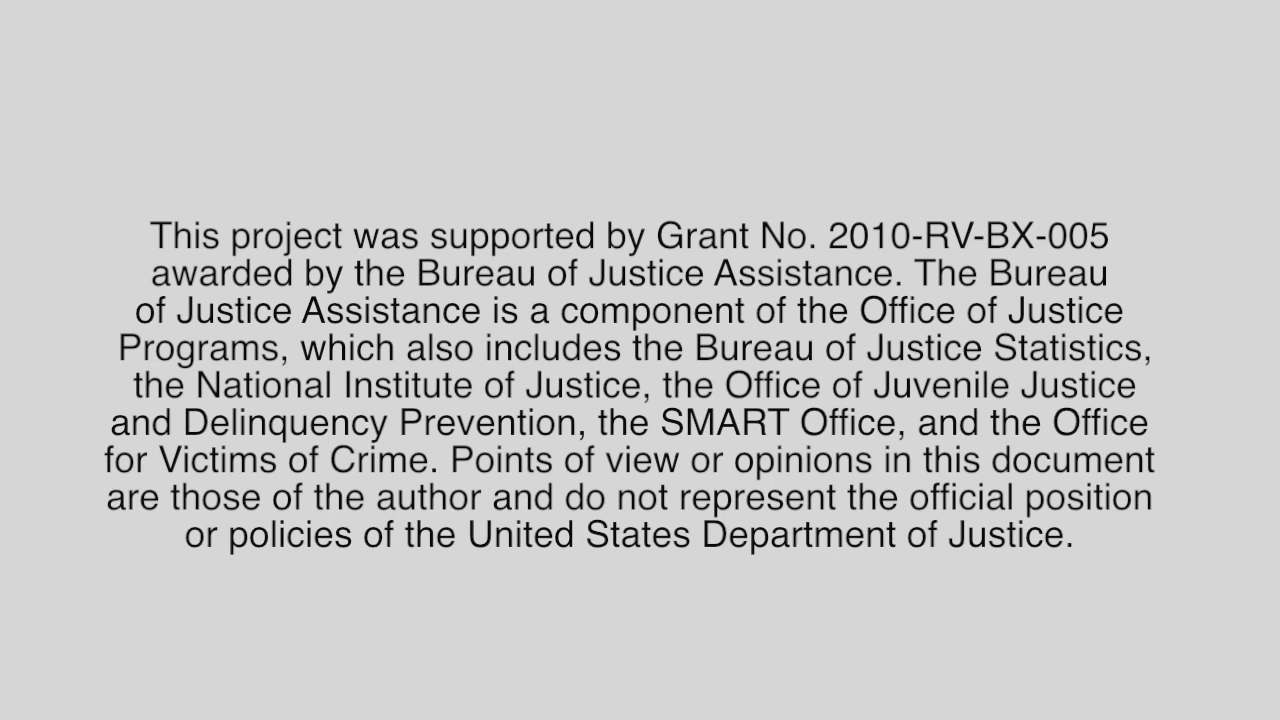 This project was supported by Grant No. 2010-RV-BX-005
awarded by the Bureau of Justice Assistance. The Bureau
of Justice Assistance is a component of the Office of Justice
Programs, which also includes the Bureau of Justice Statistics,
the National Institute of Justice, the Office of Juvenile Justice
and Delinquency Prevention, the SMART Office, and the Office
for Victims of Crime. Points of view or opinions in this document
are those of the author and do not represent the official position
or policies of the United States Department of Justice.